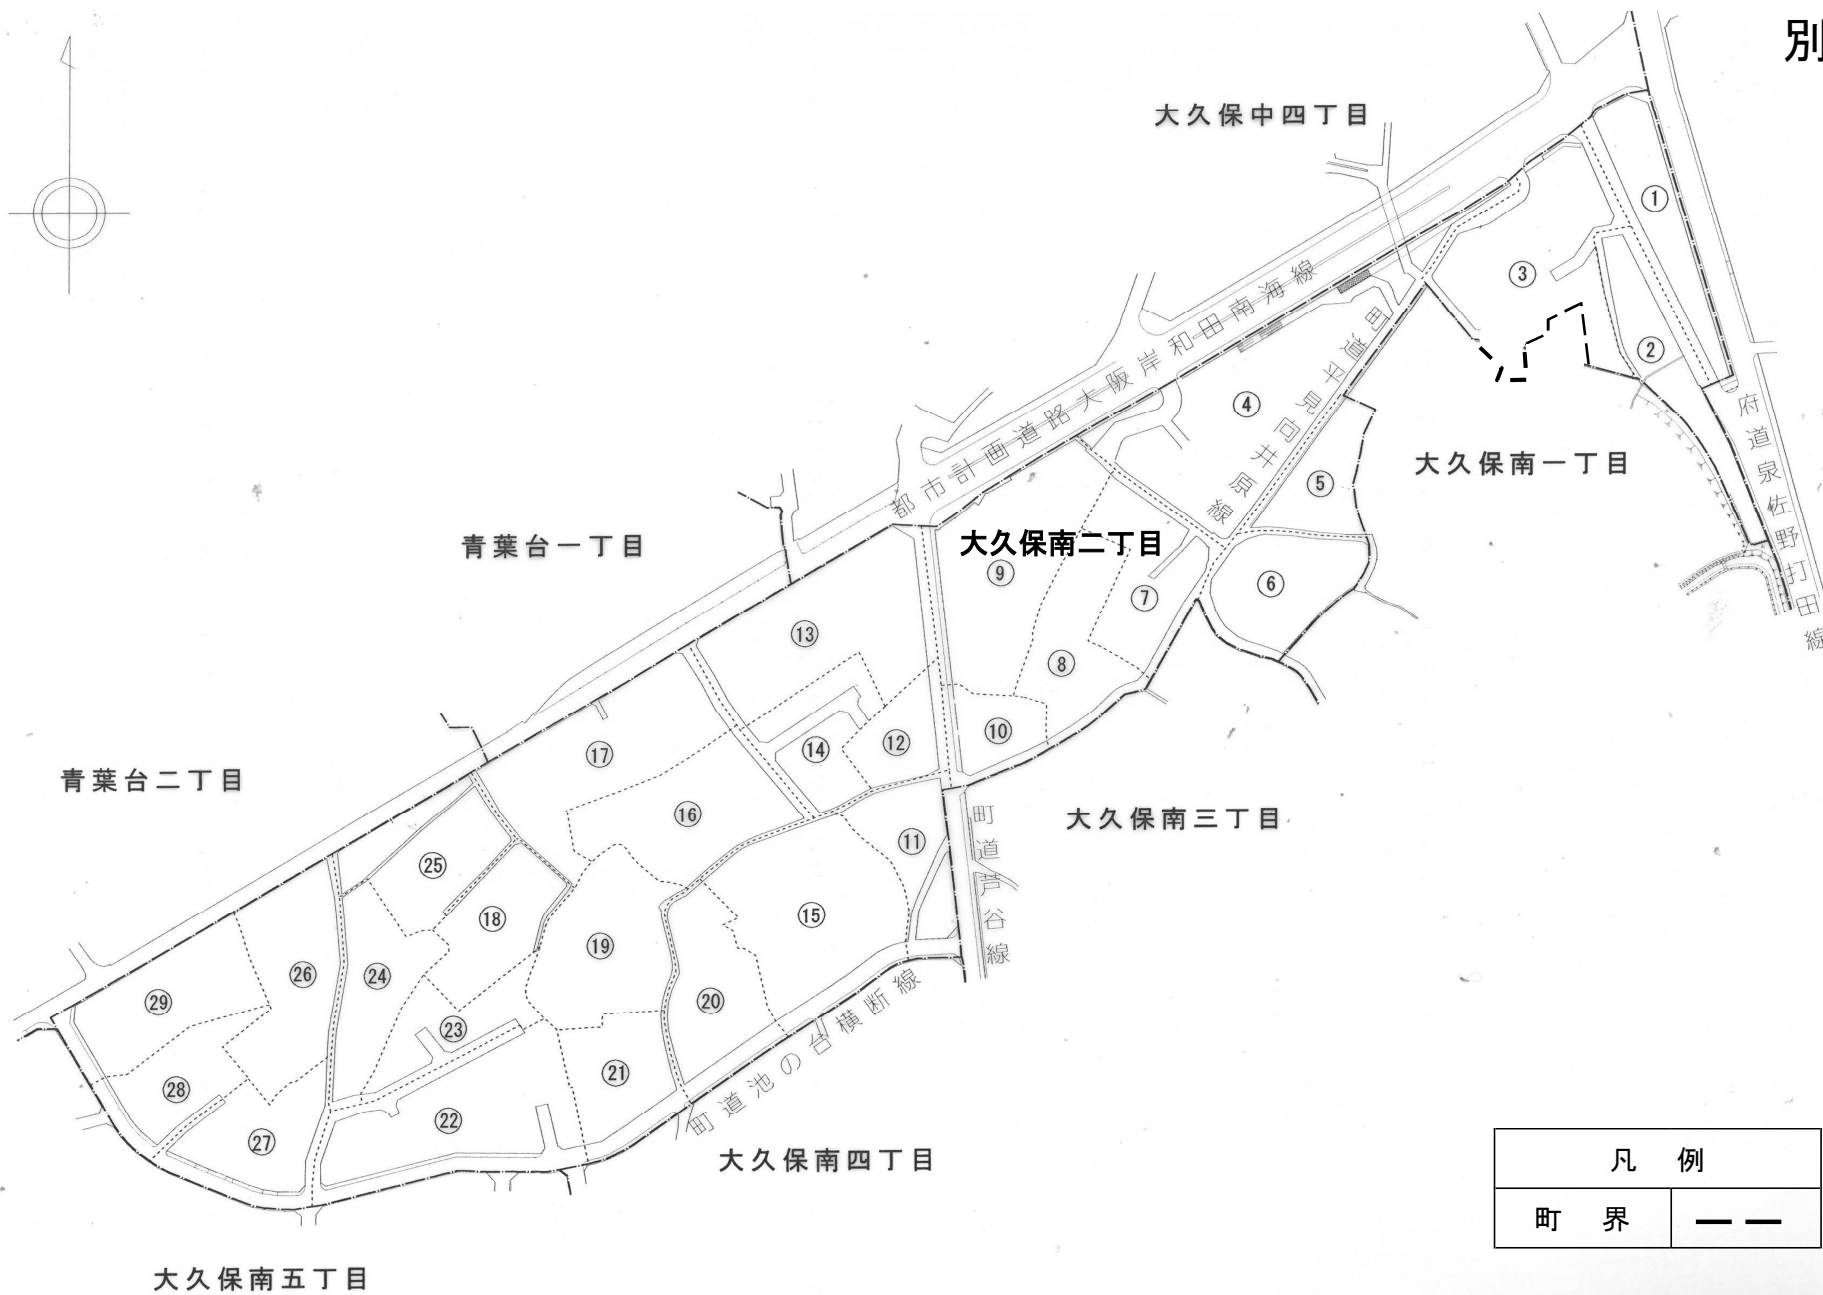 別
大久保中四丁目
①
③
②
都市計画道路大阪岸和田南海線
町道平見向井原線
④
府道泉佐野打田線
大久保南一丁目
⑤
青葉台一丁目
大久保南二丁目
⑨
⑥
⑦
⑬
⑧
⑩
⑫
⑭
⑰
青葉台二丁目
⑯
町道芦谷線
大久保南三丁目
⑪
㉕
⑮
⑱
⑲
㉖
㉔
㉙
⑳
㉓
町道池の台横断線
㉑
㉘
㉒
㉗
大久保南四丁目
大久保南五丁目
凡 例
町 界